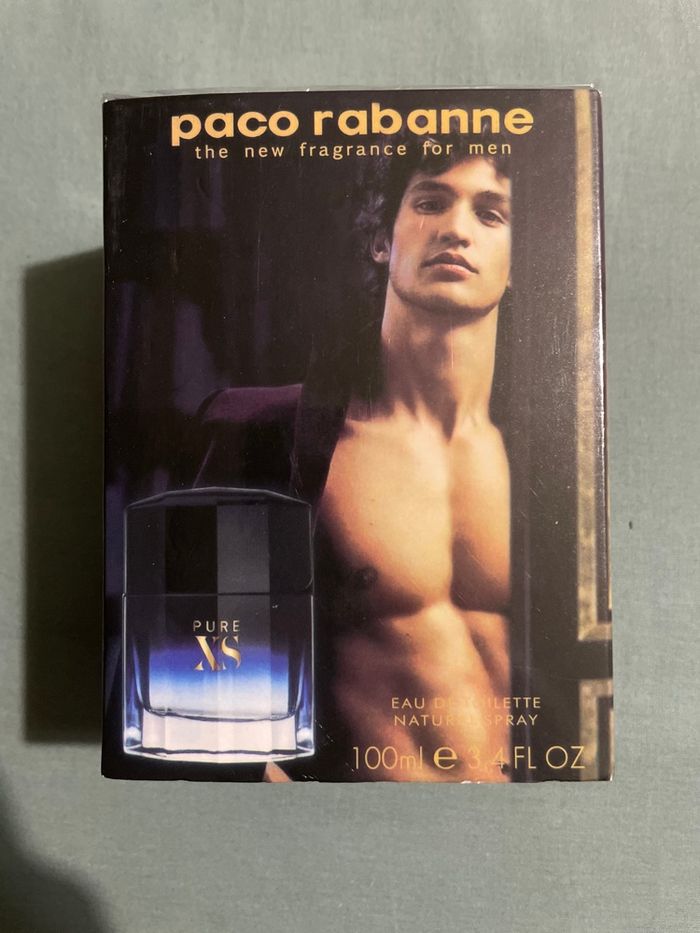 paco rabanne
the new fragrance for men
PURE
XS
EAU DE TOILETTE
NATURAL SPRAY
100ml e 3.4 FL OZ